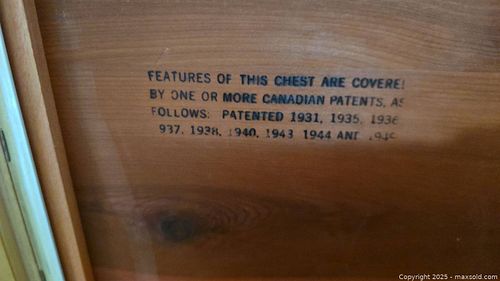 FEATURES OF THIS CHEST ARE COVERE
BY ONE OR MORE CANADIAN PATENTS, AS
FOLLOWS: PATENTED 1931, 1935, 1936
937, 1938, 1940, 1943 1944 AND
Copyright 2025 - maxsold.com